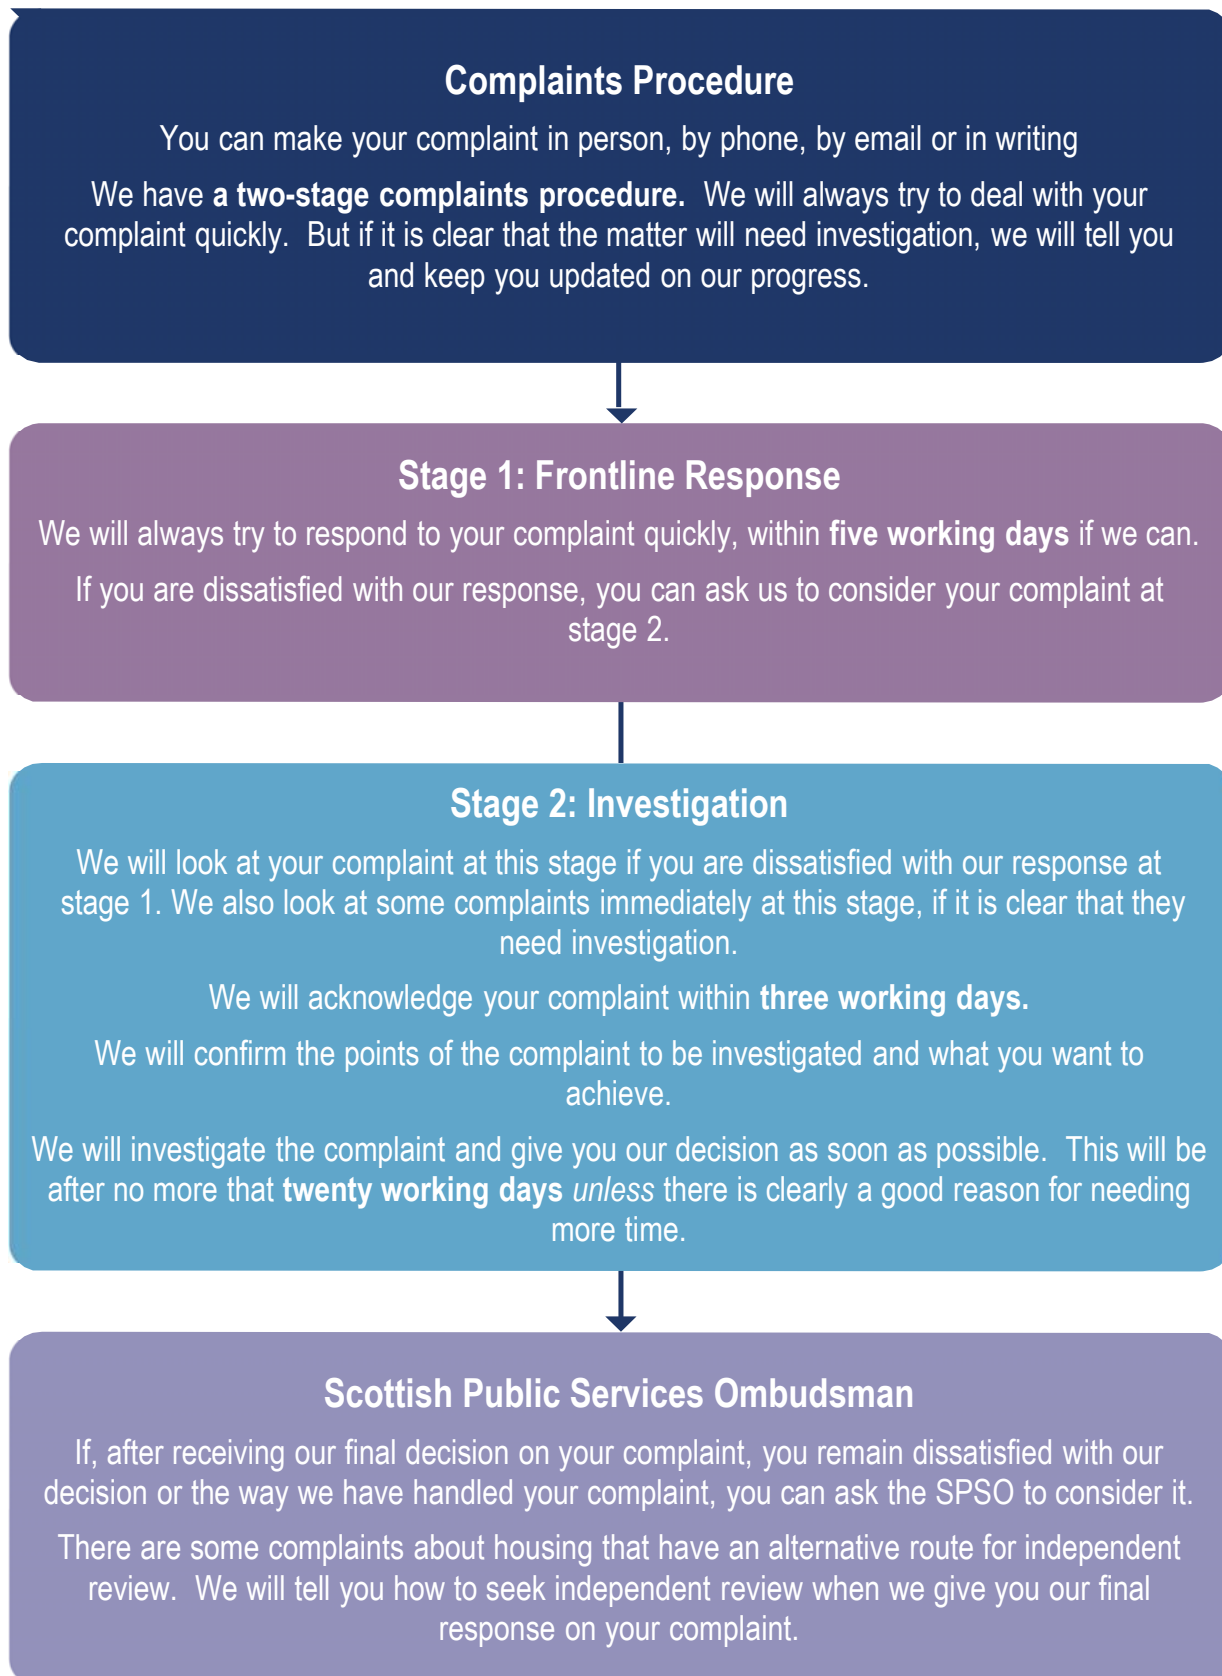 Complaints Procedure
You can make your complaint in person, by phone, by email or in writing
We have a two-stage complaints procedure.  We will always try to deal with your
complaint quickly.  But if it is clear that the matter will need investigation, we will tell you
and keep you updated on our progress.
Stage 1: Frontline Response
We will always try to respond to your complaint quickly, within five working days if we can.
If you are dissatisfied with our response, you can ask us to consider your complaint at
stage 2.
Stage 2: Investigation
We will look at your complaint at this stage if you are dissatisfied with our response at
stage 1. We also look at some complaints immediately at this stage, if it is clear that they
need investigation.
We will acknowledge your complaint within three working days.
We will confirm the points of the complaint to be investigated and what you want to
achieve.
We will investigate the complaint and give you our decision as soon as possible.  This will be
after no more that twenty working days unless there is clearly a good reason for needing
more time.
Scottish Public Services Ombudsman
If, after receiving our final decision on your complaint, you remain dissatisfied with our
decision or the way we have handled your complaint, you can ask the SPSO to consider it.
There are some complaints about housing that have an alternative route for independent
review.  We will tell you how to seek independent review when we give you our final
response on your complaint.